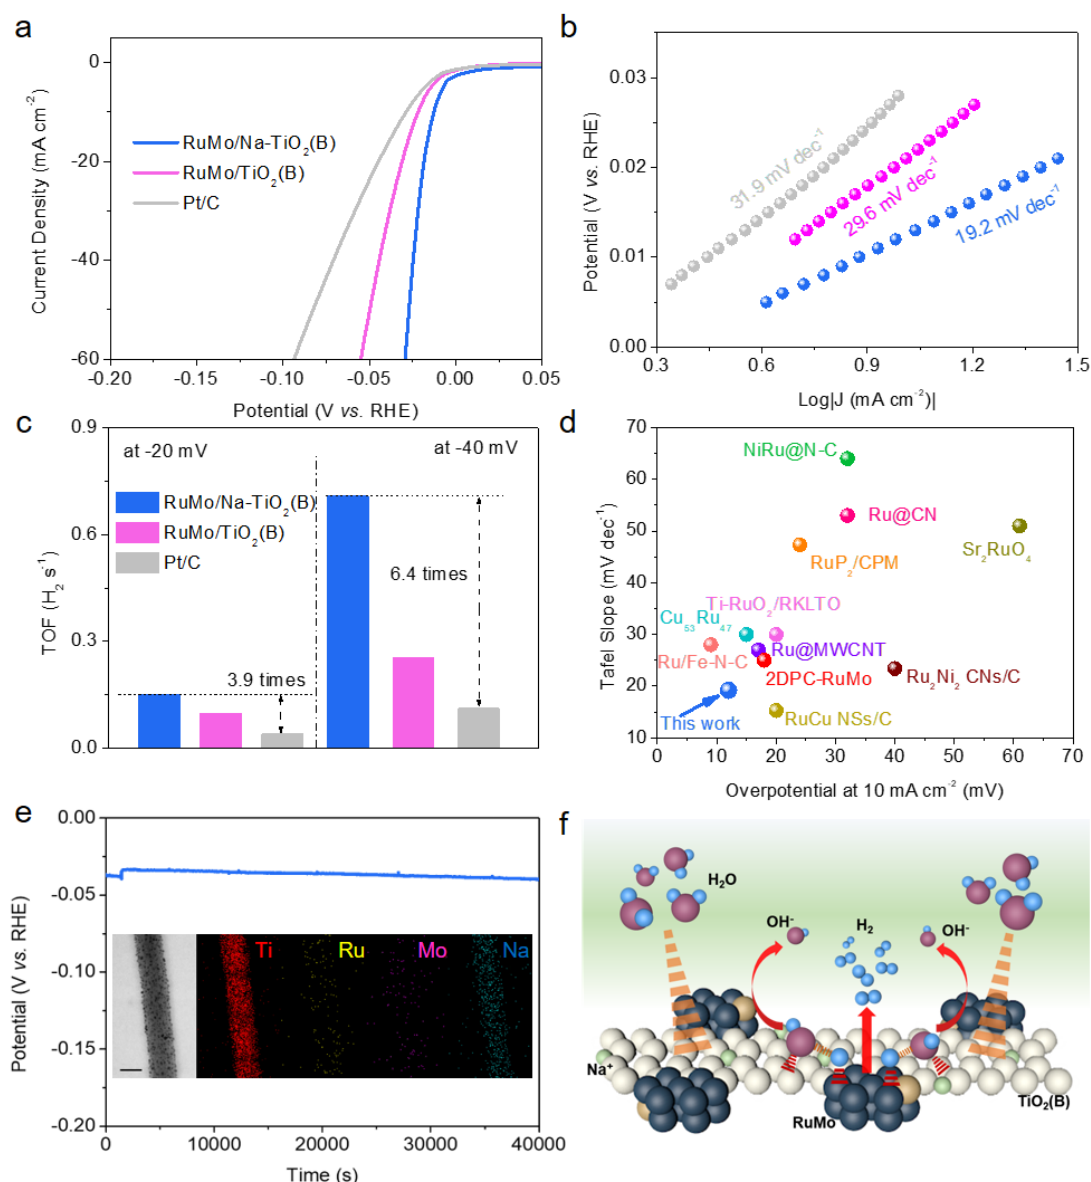 a
0
-20
-40
-60
-0.20
-0.15
-0.10
-0.05
0.00
0.05
Current Density (mA cm⁻²)
Potential (V vs. RHE)
RuMo/Na-TiO₂(B)
RuMo/TiO₂(B)
Pt/C
b
0.03
0.02
0.01
0.00
0.3
0.6
0.9
1.2
1.5
Potential (V vs. RHE)
Log|J (mA cm⁻²)|
31.9 mV dec⁻¹
29.6 mV dec⁻¹
19.2 mV dec⁻¹
c
0.9
0.6
0.3
0.0
TOF (H₂ s⁻¹)
at -20 mV
at -40 mV
RuMo/Na-TiO₂(B)
RuMo/TiO₂(B)
Pt/C
3.9 times
6.4 times
d
70
60
50
40
30
20
10
0
10
20
30
40
50
60
70
Tafel Slope (mV dec⁻¹)
Overpotential at 10 mA cm⁻² (mV)
NiRu@N-C
Ru@CN
Sr₂RuO₄
RuP₂/CPM
Ti-RuO₂/RKLTO
Cu₅₃Ru₄₇
Ru/Fe-N-C
Ru@MWCNT
2DPC-RuMo
Ru₂Ni₂ CNs/C
This work
RuCu NSs/C
e
0.00
-0.05
-0.10
-0.15
-0.20
0
10000
20000
30000
40000
Potential (V vs. RHE)
Time (s)
Ti
Ru
Mo
Na
f
H₂O
OH⁻
H₂
OH⁻
Na⁺
RuMo
TiO₂(B)